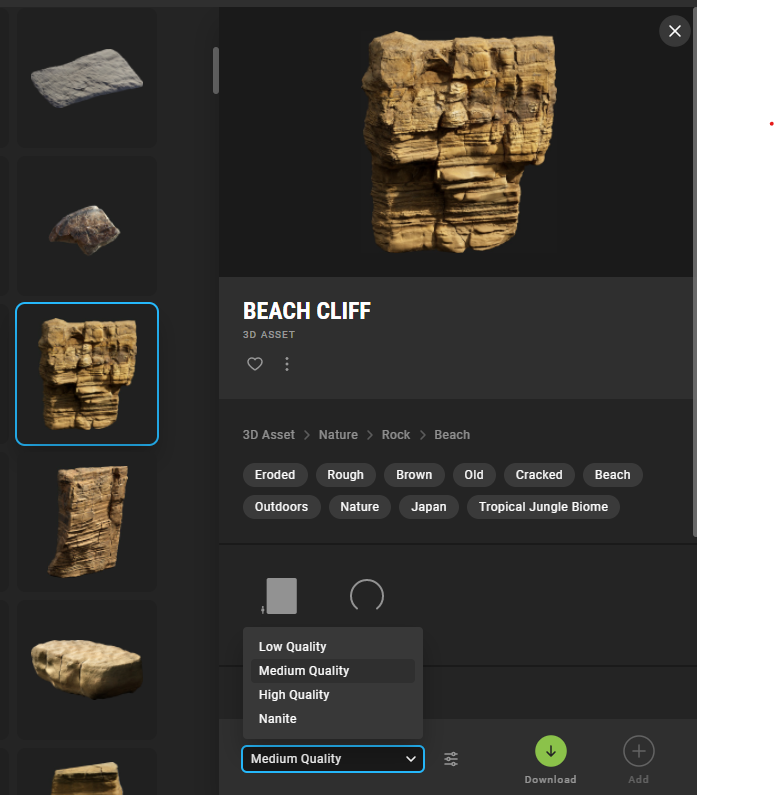 BEACH CLIFF
3D ASSET
3D Asset > Nature > Rock > Beach
Eroded Rough Brown Old Cracked Beach
Outdoors Nature Japan Tropical Jungle Biome
Low Quality
Medium Quality
High Quality
Nanite
Medium Quality
Download Add